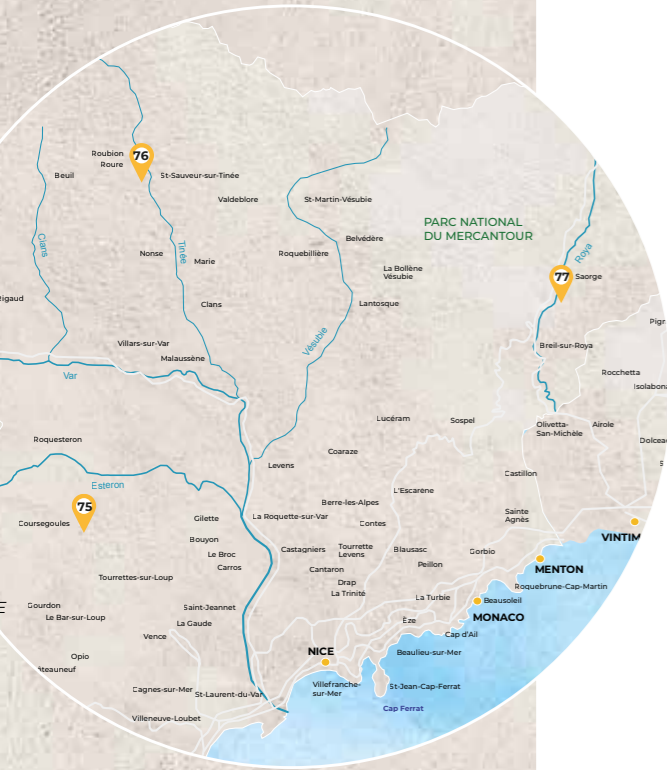 Roubion
Roure
76
Beuil
St-Sauveur-sur-Tinée
Valdeblore
St-Martin-Vésubie
PARC NATIONAL
DU MERCANTOUR
Clans
Tinée
Nonse
Marie
Roquebillière
Belvédère
La Bollène
Vésubie
Roya
77
Saorge
Clans
Lantosque
Vésubie
Villars-sur-Var
Malaussène
Var
Breil-sur-Roya
Rocchetta
Lucéram
Sospel
Olivetta-
San-Michèle
Airole
Roquesteron
Coaraze
Levens
Castillon
Esteron
L'Escarène
75
Coursegoules
Berre-les-Alpes
Gilette
La Roquette-sur-Var
Contes
Sainte
Agnès
Bouyon
Le Broc
Carros
Castagniers
Tourrette
Levens
Blausasc
Gorbio
Peillon
Cantaron
MENTON
Tourrettes-sur-Loup
Drap
La Trinité
Roquebrune-Cap-Martin
La Turbie
Beausoleil
MONACO
Saint-Jeannet
La Gaude
Le Bar-sur-Loup
Èze
Cap d'Ail
Vence
NICE
Beaulieu-sur-Mer
Opio
Villefranche-
sur-Mer
St-Jean-Cap-Ferrat
Cagnes-sur-Mer
St-Laurent-du-Var
Cap Ferrat
Villeneuve-Loubet